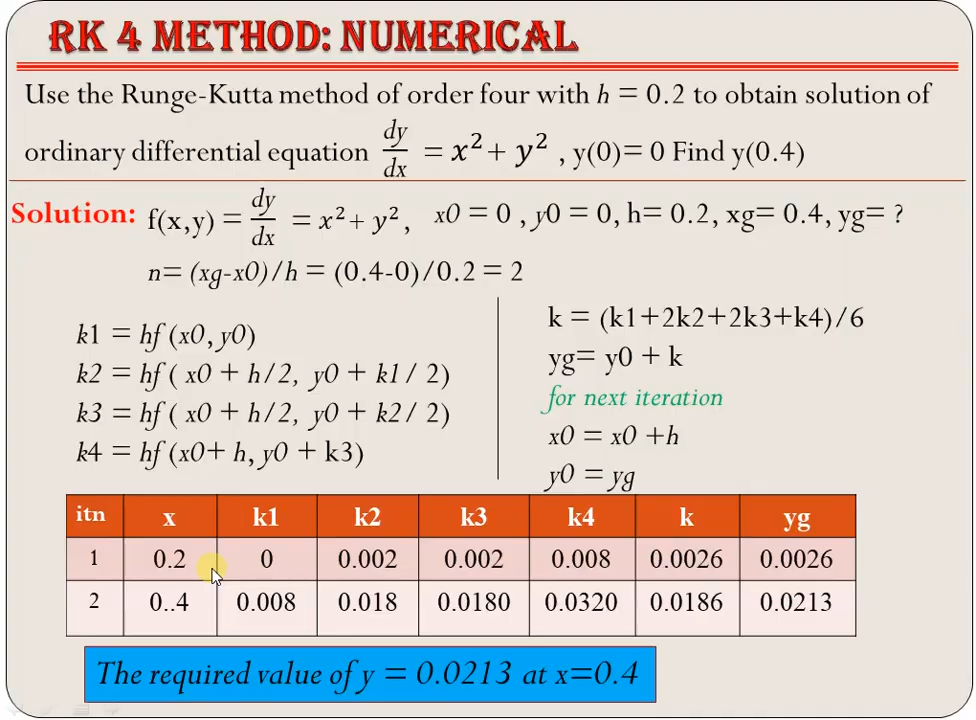 RK 4 METHOD: NUMERICAL
Use the Runge-Kutta method of order four with h = 0.2 to obtain solution of
ordinary differential equation dy/dx = x² + y² , y(0)= 0 Find y(0.4)
Solution: f(x,y) = dy/dx = x² + y², x0 = 0 , y0 = 0, h= 0.2, xg= 0.4, yg= ?
n= (xg-x0)/h = (0.4-0)/0.2 = 2
k1 = hf (x0, y0)
k2 = hf ( x0 + h/2, y0 + k1/ 2)
k3 = hf ( x0 + h/2, y0 + k2/ 2)
k4 = hf (x0+ h, y0 + k3)
k = (k1+2k2+2k3+k4)/6
yg= y0 + k
for next iteration
x0 = x0 +h
y0 = yg
itn x k1 k2 k3 k4 k yg
1 0.2 0 0.002 0.002 0.008 0.0026 0.0026
2 0..4 0.008 0.018 0.0180 0.0320 0.0186 0.0213
The required value of y = 0.0213 at x=0.4